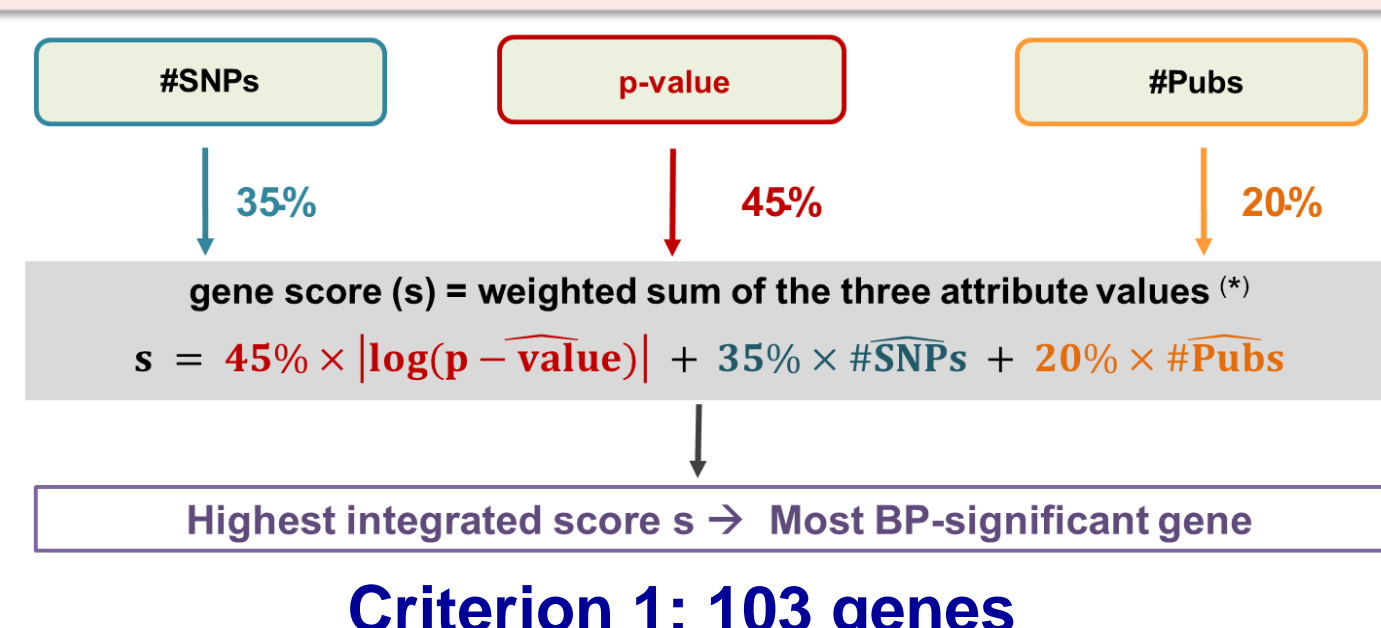 #SNPs
p-value
#Pubs
35-%
45-%
20-%
gene score (s) = weighted sum of the three attribute values (*)
s = 45% × |log(p − value)| + 35% × #SNPs + 20% × #Pubs
Highest integrated score s → Most BP-significant gene
Criterion 1: 103 genes